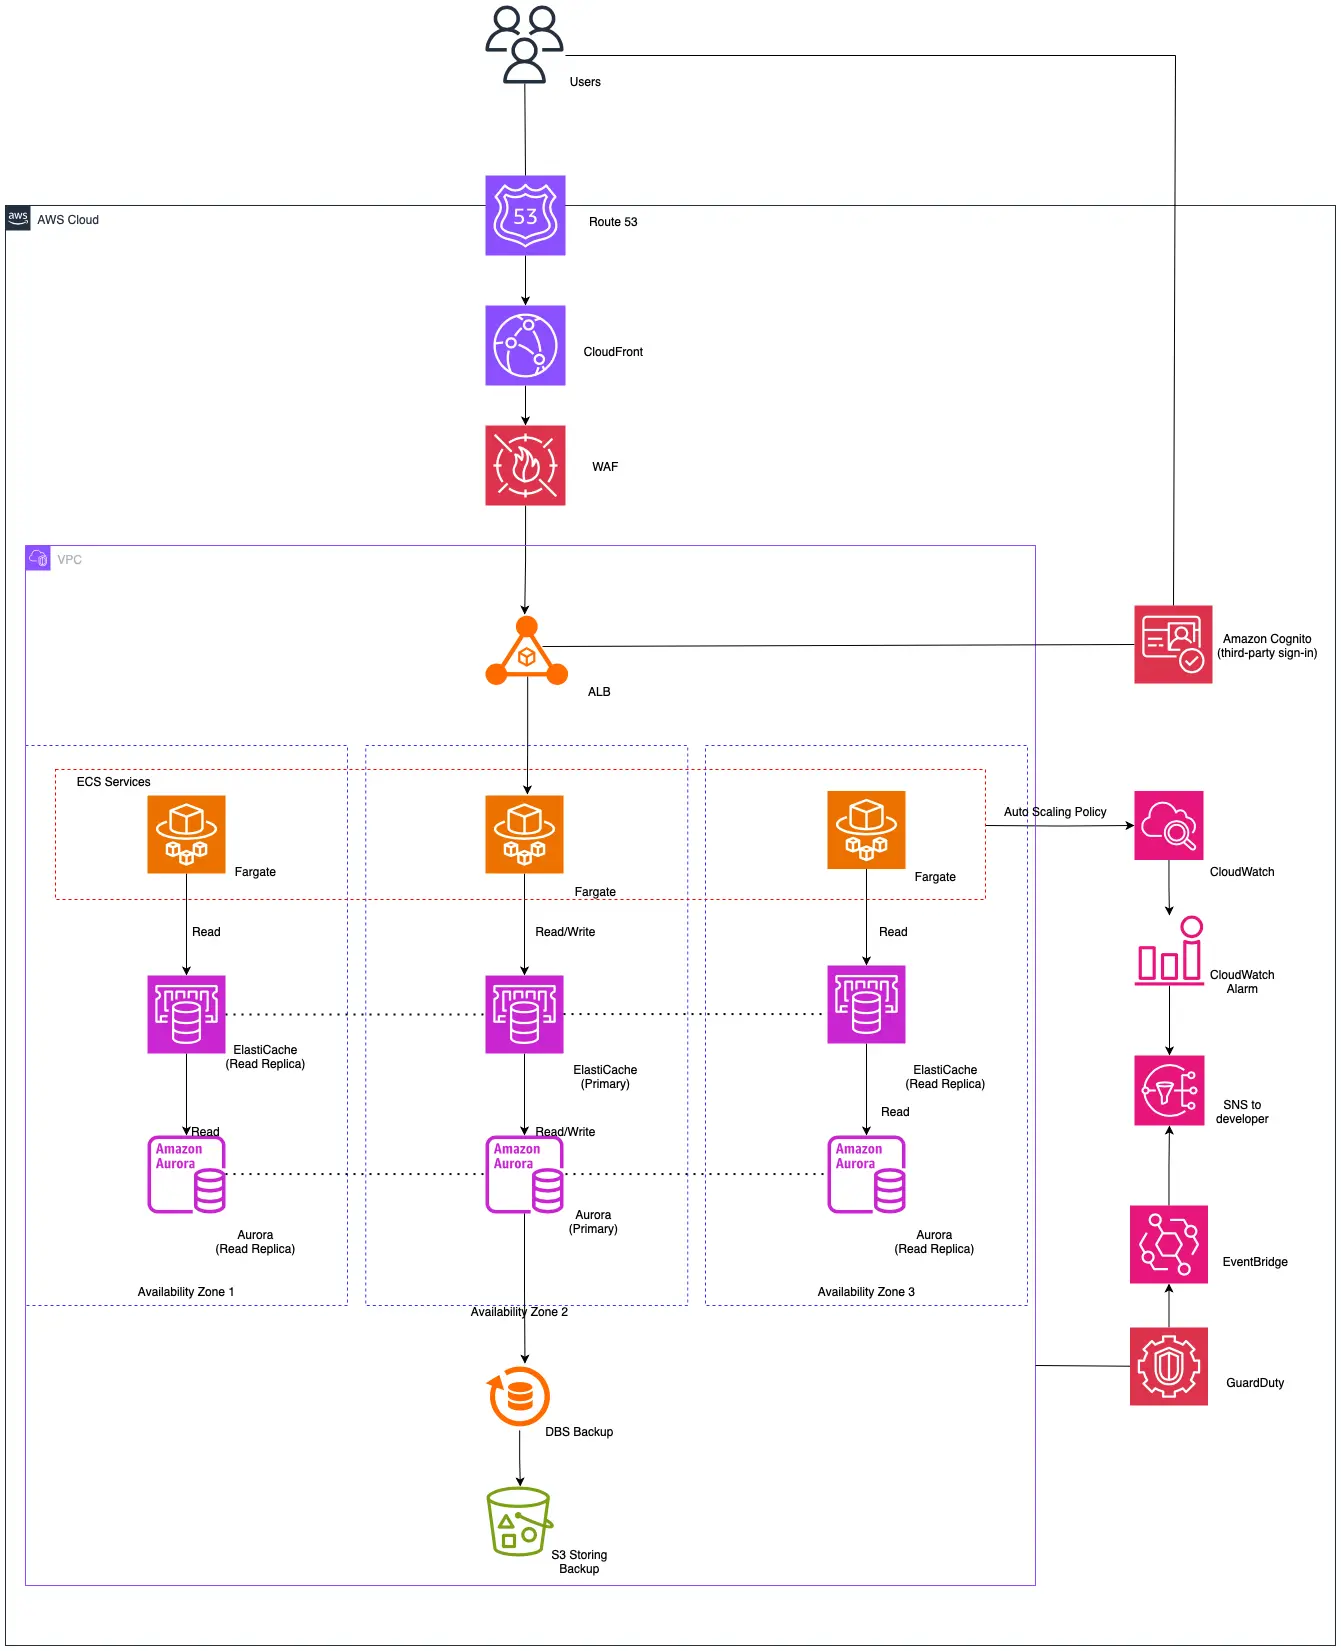 Users
aws
AWS Cloud
53
Route 53
CloudFront
WAF
VPC
ALB
Amazon Cognito
(third-party sign-in)
ECS Services
Fargate
Fargate
Fargate
Auto Scaling Policy
CloudWatch
Read
Read/Write
Read
CloudWatch
Alarm
ElastiCache
(Read Replica)
ElastiCache
(Primary)
ElastiCache
(Read Replica)
SNS to
developer
Read
Read/Write
Read
Amazon
Aurora
Amazon
Aurora
Amazon
Aurora
Aurora
(Read Replica)
Aurora
(Primary)
Aurora
(Read Replica)
EventBridge
Availability Zone 1
Availability Zone 2
Availability Zone 3
GuardDuty
DBS Backup
S3 Storing
Backup